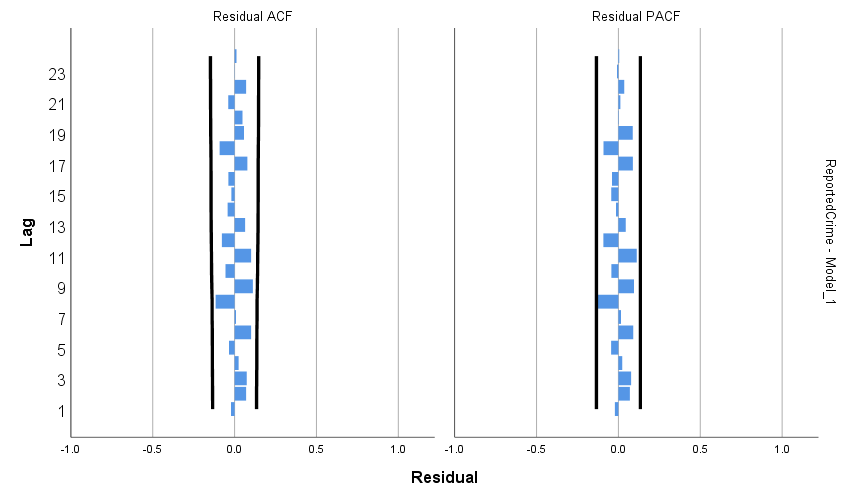 Residual ACF
Residual PACF
Lag
23
21
19
17
15
13
11
9
7
5
3
1
-1.0 -0.5 0.0 0.5 1.0
-1.0 -0.5 0.0 0.5 1.0
Residual
ReportedCrime - Model_1